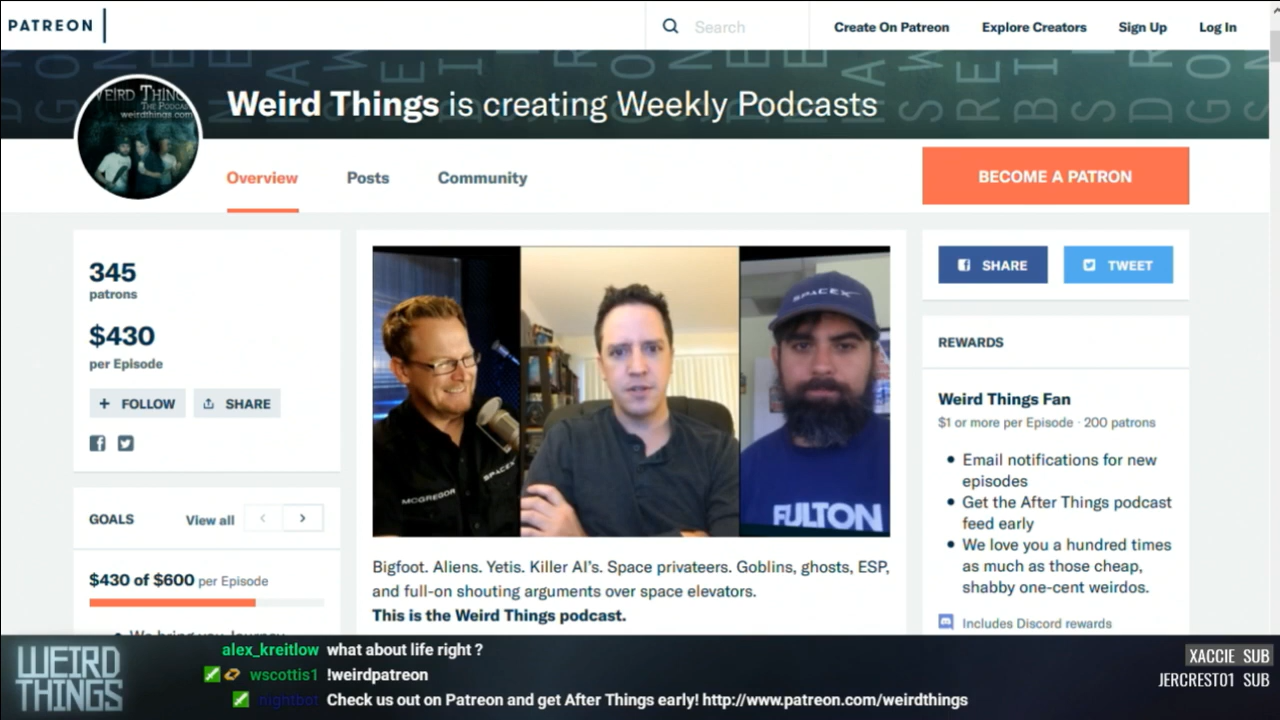 PATREON
Search
Create On Patreon
Explore Creators
Sign Up
Log In
WEIRD THINGS
THE PODCAST
weirdthings.com
Weird Things is creating Weekly Podcasts
Overview
Posts
Community
BECOME A PATRON
345
patrons
$430
per Episode
+ FOLLOW
SHARE
GOALS
View all
$430 of $600 per Episode
MCGREGOR
SPACEX
SPACEX
FULTON
Bigfoot. Aliens. Yetis. Killer AI's. Space privateers. Goblins, ghosts, ESP,
and full-on shouting arguments over space elevators.
This is the Weird Things podcast.
SHARE
TWEET
REWARDS
Weird Things Fan
$1 or more per Episode · 200 patrons
Email notifications for new
episodes
Get the After Things podcast
feed early
We love you a hundred times
as much as those cheap,
shabby one-cent weirdos.
Includes Discord rewards
WEIRD
THINGS
alex_kreitlow what about life right ?
wscottis1 !weirdpatreon
nightbot Check us out on Patreon and get After Things early! http://www.patreon.com/weirdthings
XACCIE SUB
JERCREST01 SUB